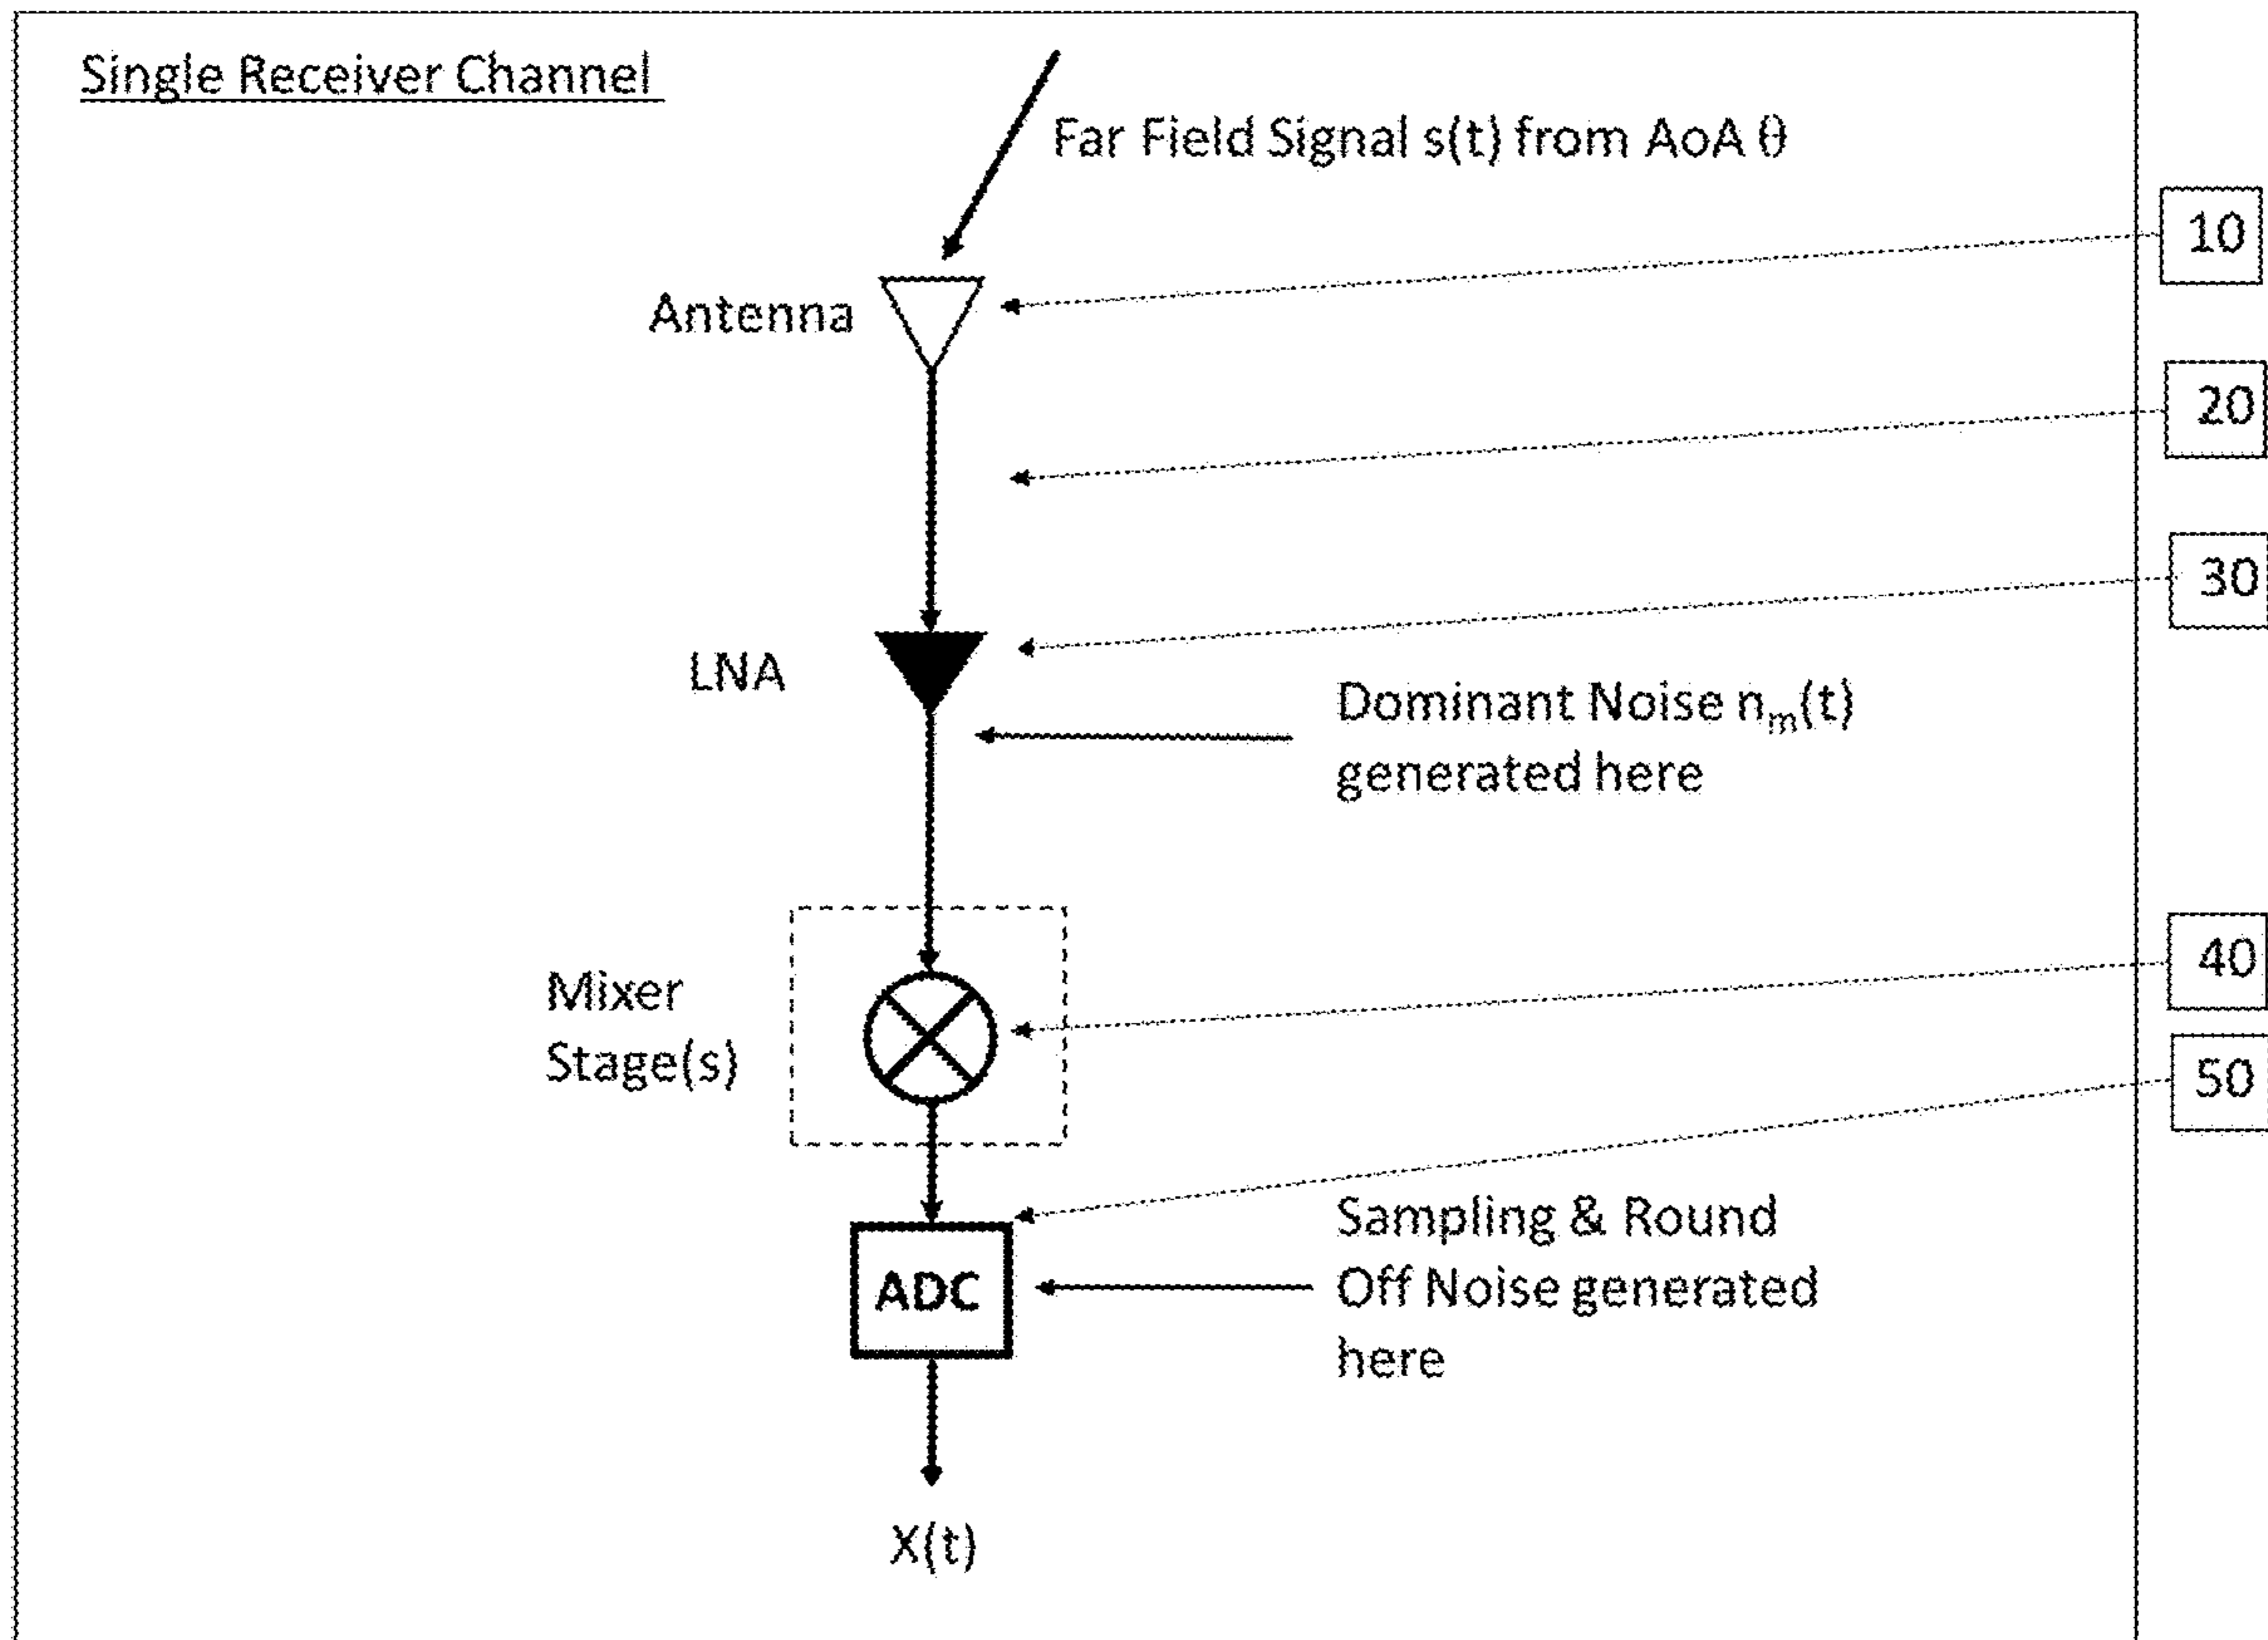 Single Receiver Channel
Far Field Signal s(t) from AoA θ
10
Antenna
20
30
LNA
Dominant Noise nₘ(t)
generated here
40
Mixer
Stage(s)
50
Sampling & Round
Off Noise generated
here
ADC
X(t)